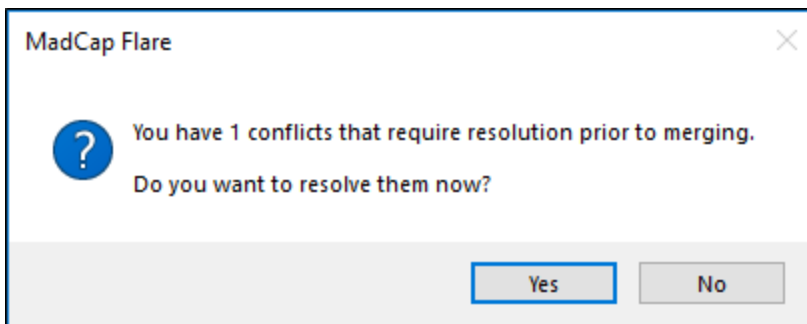 MadCap Flare
You have 1 conflicts that require resolution prior to merging.
Do you want to resolve them now?
Yes
No